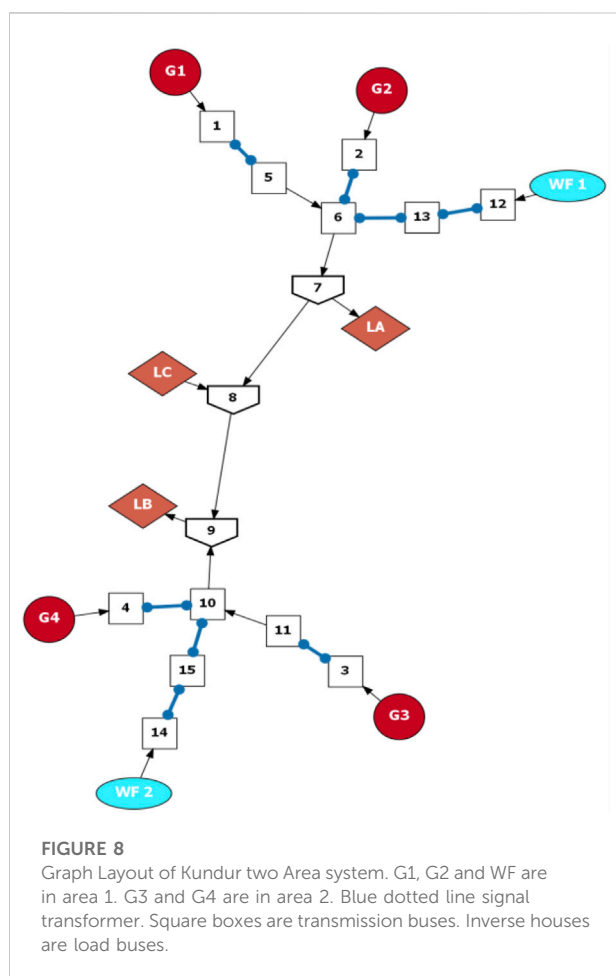 G1
G2
1
2
5
WF 1
12
6
13
7
LA
LC
8
LB
9
10
4
G4
11
15
3
14
G3
WF 2
FIGURE 8
Graph Layout of Kundur two Area system. G1, G2 and WF are
in area 1. G3 and G4 are in area 2. Blue dotted line signal
transformer. Square boxes are transmission buses. Inverse houses
are load buses.